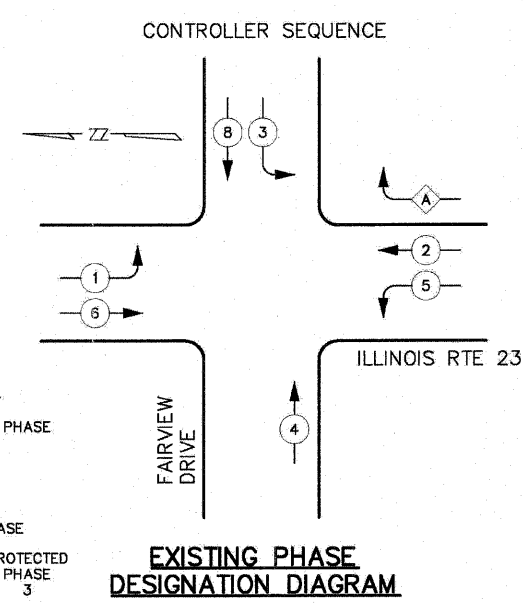 CONTROLLER SEQUENCE
8
3
A
2
5
1
6
ILLINOIS RTE 23
4
FAIRVIEW
DRIVE
PHASE
ASE
ROTECTED
PHASE
3
EXISTING PHASE
DESIGNATION DIAGRAM